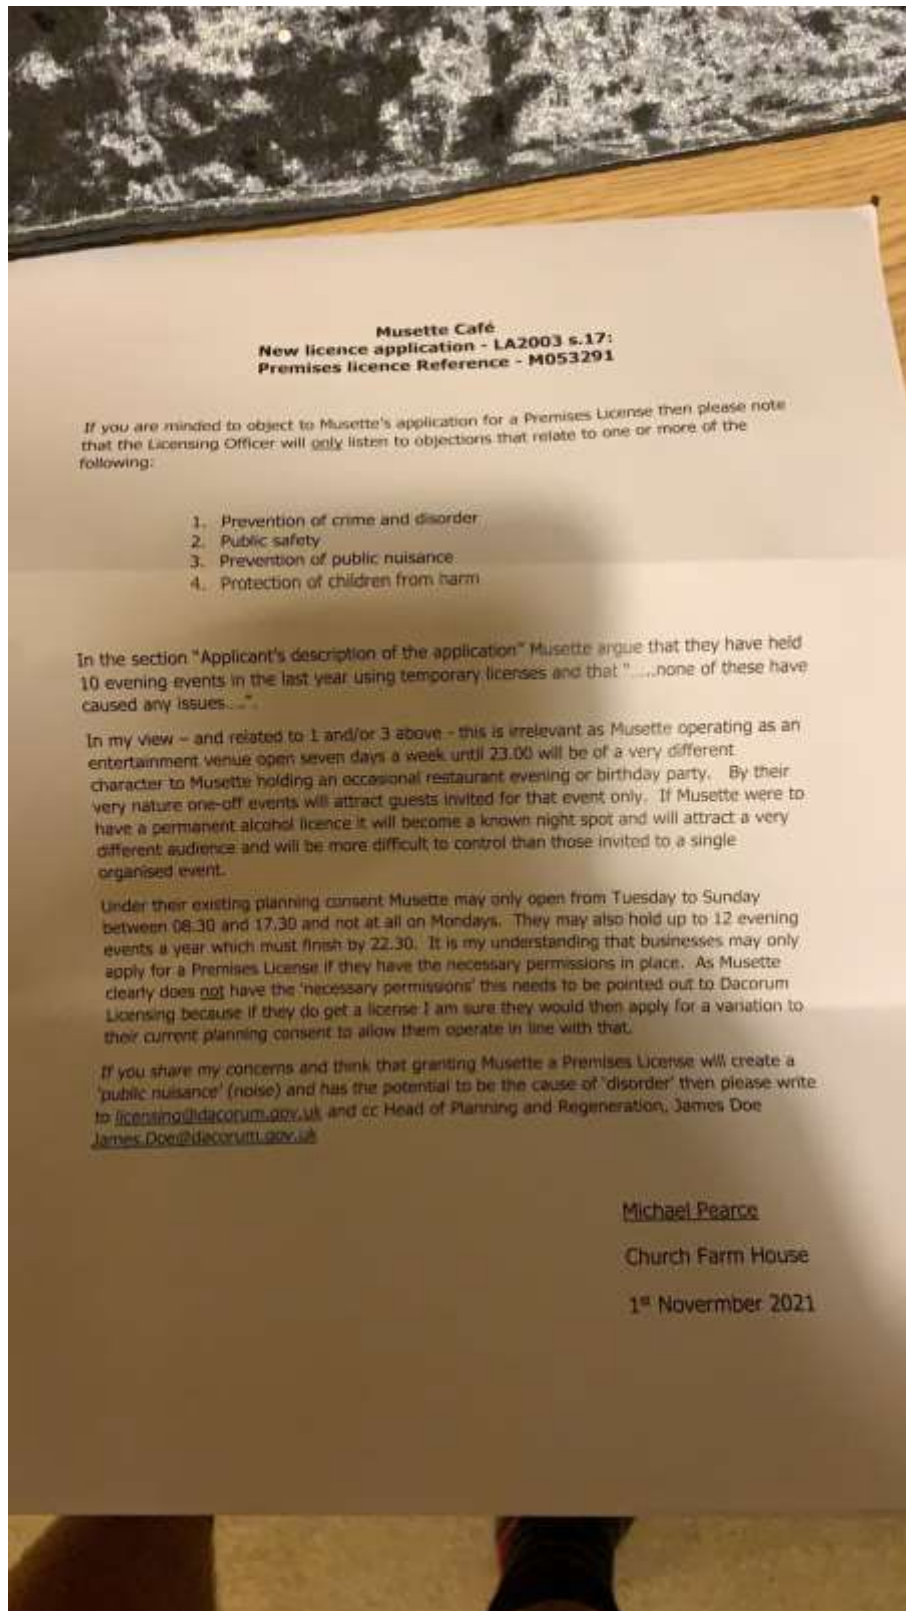 Musette Café
New licence application - LA2003 s.17:
Premises licence Reference - M053291
If you are minded to object to Musette's application for a Premises License then please note
that the Licensing Officer will only listen to objections that relate to one or more of the
following:
1. Prevention of crime and disorder
2. Public safety
3. Prevention of public nuisance
4. Protection of children from harm
In the section "Applicant's description of the application" Musette argue that they have held
10 evening events in the last year using temporary licenses and that ".....none of these have
caused any issues....".
In my view – and related to 1 and/or 3 above - this is irrelevant as Musette operating as an
entertainment venue open seven days a week until 23.00 will be of a very different
character to Musette holding an occasional restaurant evening or birthday party. By their
very nature one-off events will attract guests invited for that event only. If Musette were to
have a permanent alcohol licence it will become a known night spot and will attract a very
different audience and will be more difficult to control than those invited to a single
organised event.
Under their existing planning consent Musette may only open from Tuesday to Sunday
between 08.30 and 17.30 and not at all on Mondays. They may also hold up to 12 evening
events a year which must finish by 22.30. It is my understanding that businesses may only
apply for a Premises License if they have the necessary permissions in place. As Musette
clearly does not have the 'necessary permissions' this needs to be pointed out to Dacorum
Licensing because if they do get a license I am sure they would then apply for a variation to
their current planning consent to allow them operate in line with that.
If you share my concerns and think that granting Musette a Premises License will create a
'public nuisance' (noise) and has the potential to be the cause of 'disorder' then please write
to licensing@dacorum.gov.uk and cc Head of Planning and Regeneration, James Doe
James.Doe@dacorum.gov.uk
Michael Pearce
Church Farm House
1st Novermber 2021